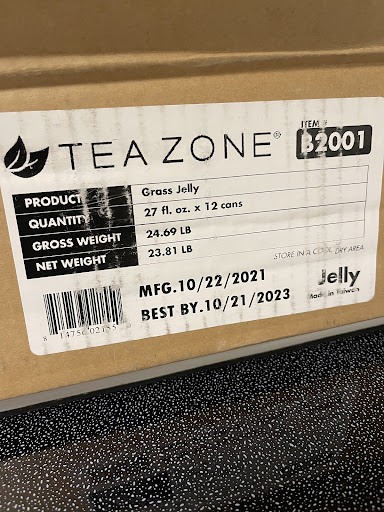 TEA ZONE®
ITEM #
B2001
PRODUCT Grass Jelly
QUANTITY 27 fl. oz. x 12 cans
GROSS WEIGHT 24.69 LB
NET WEIGHT 23.81 LB
STORE IN A COOL, DRY AREA
MFG.10/22/2021
BEST BY.10/21/2023
Jelly
Made in Taiwan